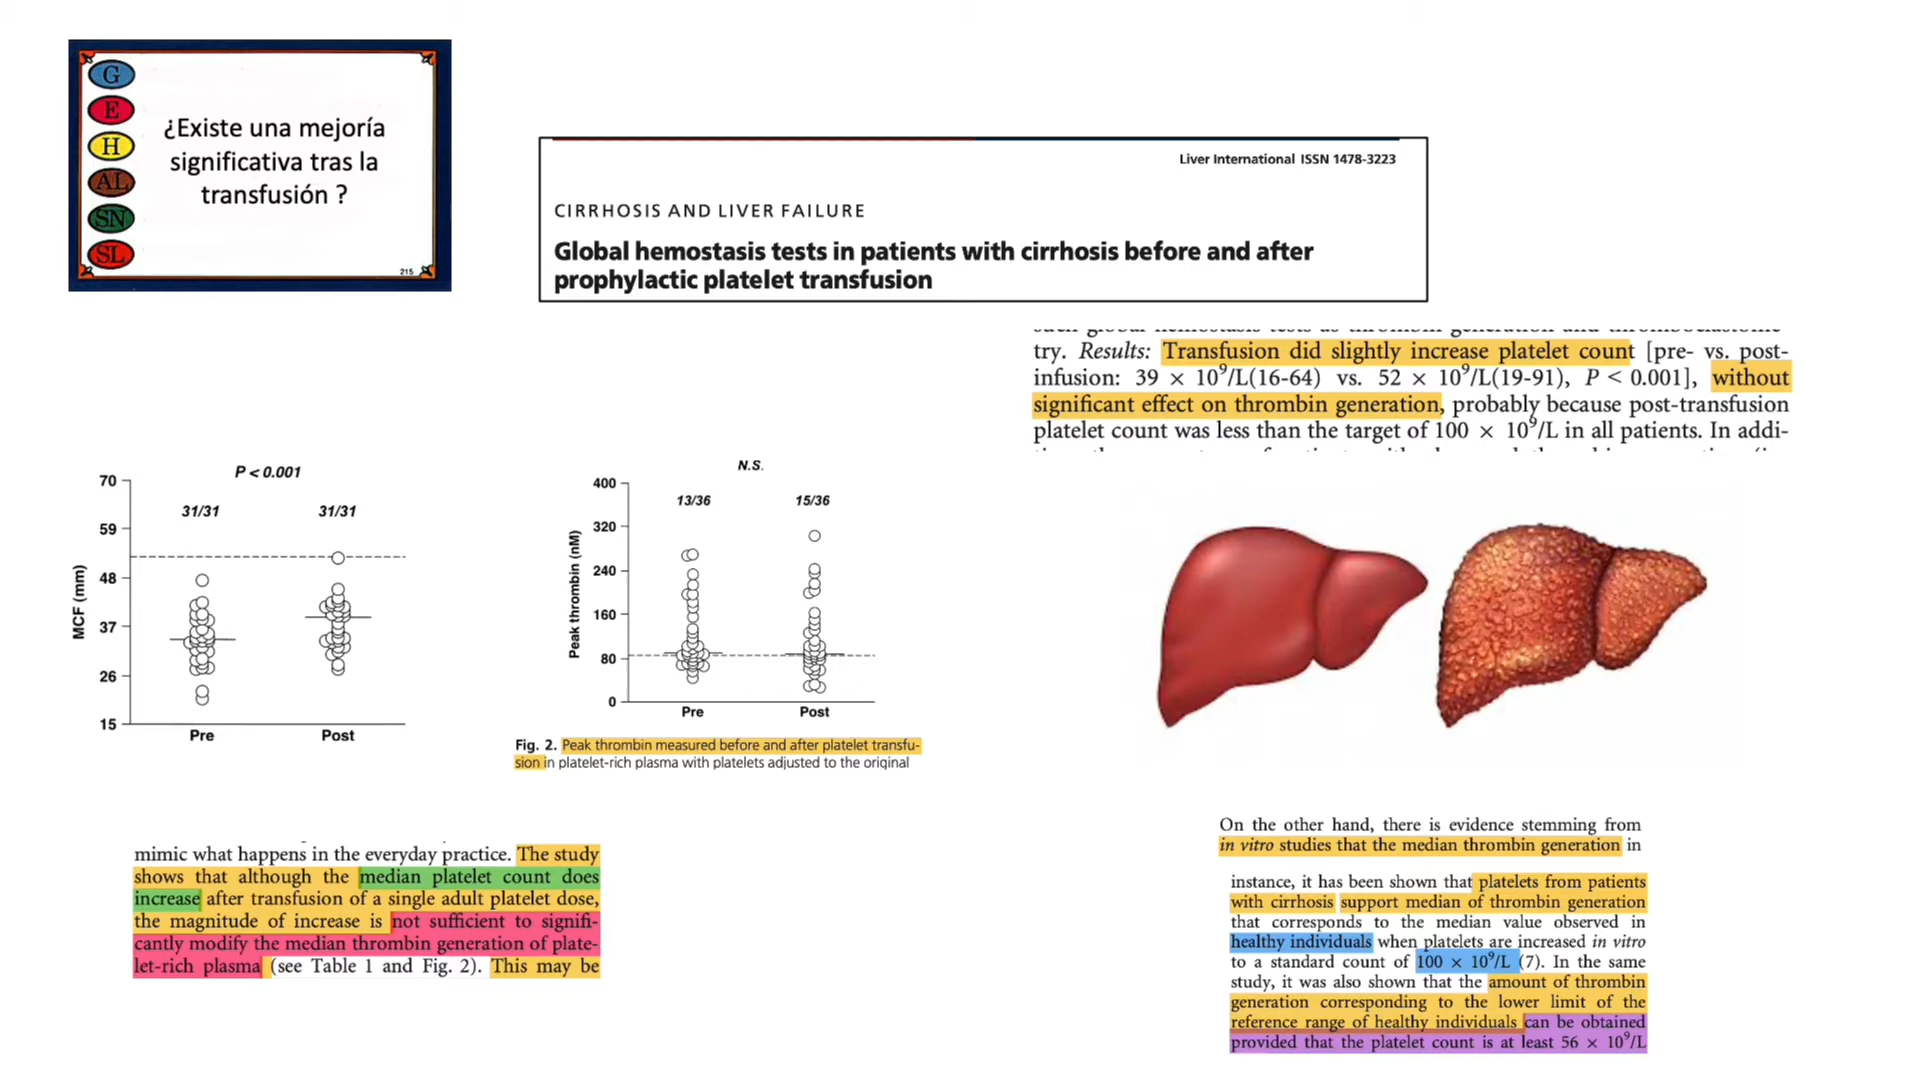 G
E
H
AL
SN
SL
¿Existe una mejoría
significativa tras la
transfusión ?
215
Liver International ISSN 1478-3223
CIRRHOSIS AND LIVER FAILURE
Global hemostasis tests in patients with cirrhosis before and after
prophylactic platelet transfusion
try. Results: Transfusion did slightly increase platelet count [pre- vs. post-
infusion: 39 × 10⁹/L(16-64) vs. 52 × 10⁹/L(19-91), P < 0.001], without
significant effect on thrombin generation, probably because post-transfusion
platelet count was less than the target of 100 × 10⁹/L in all patients. In addi-
P < 0.001
70
59
48
37
26
15
MCF (mm)
31/31
31/31
Pre
Post
N.S.
400
320
240
160
80
0
Peak thrombin (nM)
13/36
15/36
Pre
Post
Fig. 2. Peak thrombin measured before and after platelet transfu-
sion in platelet-rich plasma with platelets adjusted to the original
mimic what happens in the everyday practice. The study
shows that although the median platelet count does
increase after transfusion of a single adult platelet dose,
the magnitude of increase is not sufficient to signifi-
cantly modify the median thrombin generation of plate-
let-rich plasma (see Table 1 and Fig. 2). This may be
On the other hand, there is evidence stemming from
in vitro studies that the median thrombin generation in
instance, it has been shown that platelets from patients
with cirrhosis support median of thrombin generation
that corresponds to the median value observed in
healthy individuals when platelets are increased in vitro
to a standard count of 100 × 10⁹/L (7). In the same
study, it was also shown that the amount of thrombin
generation corresponding to the lower limit of the
reference range of healthy individuals can be obtained
provided that the platelet count is at least 56 × 10⁹/L